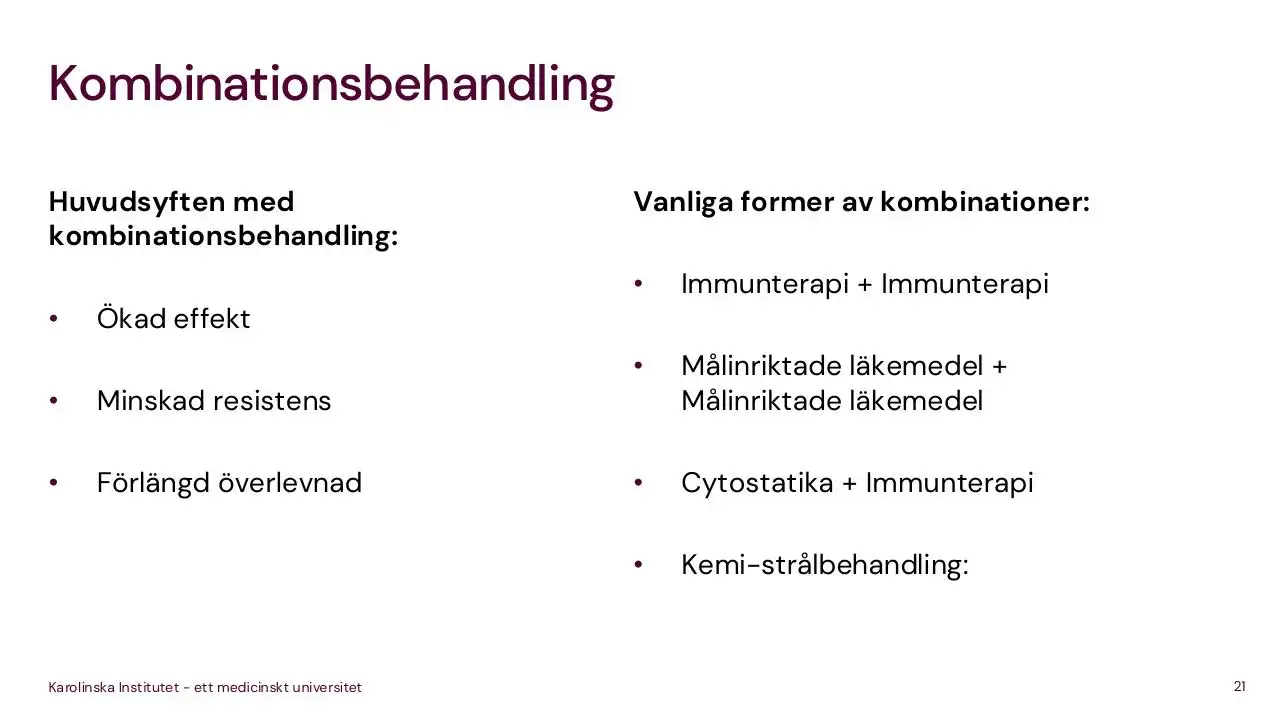 Kombinationsbehandling
Huvudsyften med
kombinationsbehandling:
• Ökad effekt
• Minskad resistens
• Förlängd överlevnad
Vanliga former av kombinationer:
• Immunterapi + Immunterapi
• Målinriktade läkemedel +
Målinriktade läkemedel
• Cytostatika + Immunterapi
• Kemi-strålbehandling:
Karolinska Institutet - ett medicinskt universitet
21